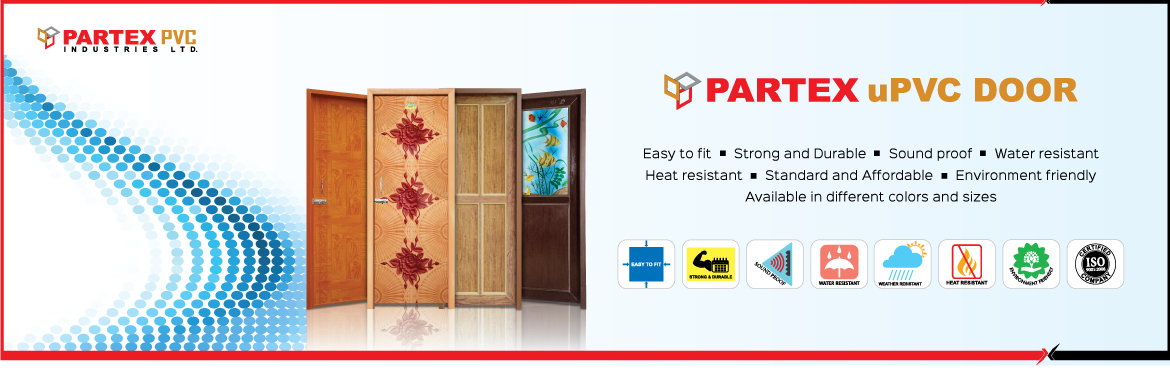 PARTEX PVC
INDUSTRIES LTD.
PARTEX uPVC DOOR
Easy to fit ▪ Strong and Durable ▪ Sound proof ▪ Water resistant
Heat resistant ▪ Standard and Affordable ▪ Environment friendly
Available in different colors and sizes
EASY TO FIT
STRONG & DURABLE
SOUND PROOF
WATER RESISTANT
WEATHER RESISTANT
HEAT RESISTANT
ENVIRONMENT FRIENDLY
CERTIFIED
ISO
9001:2008
COMPANY